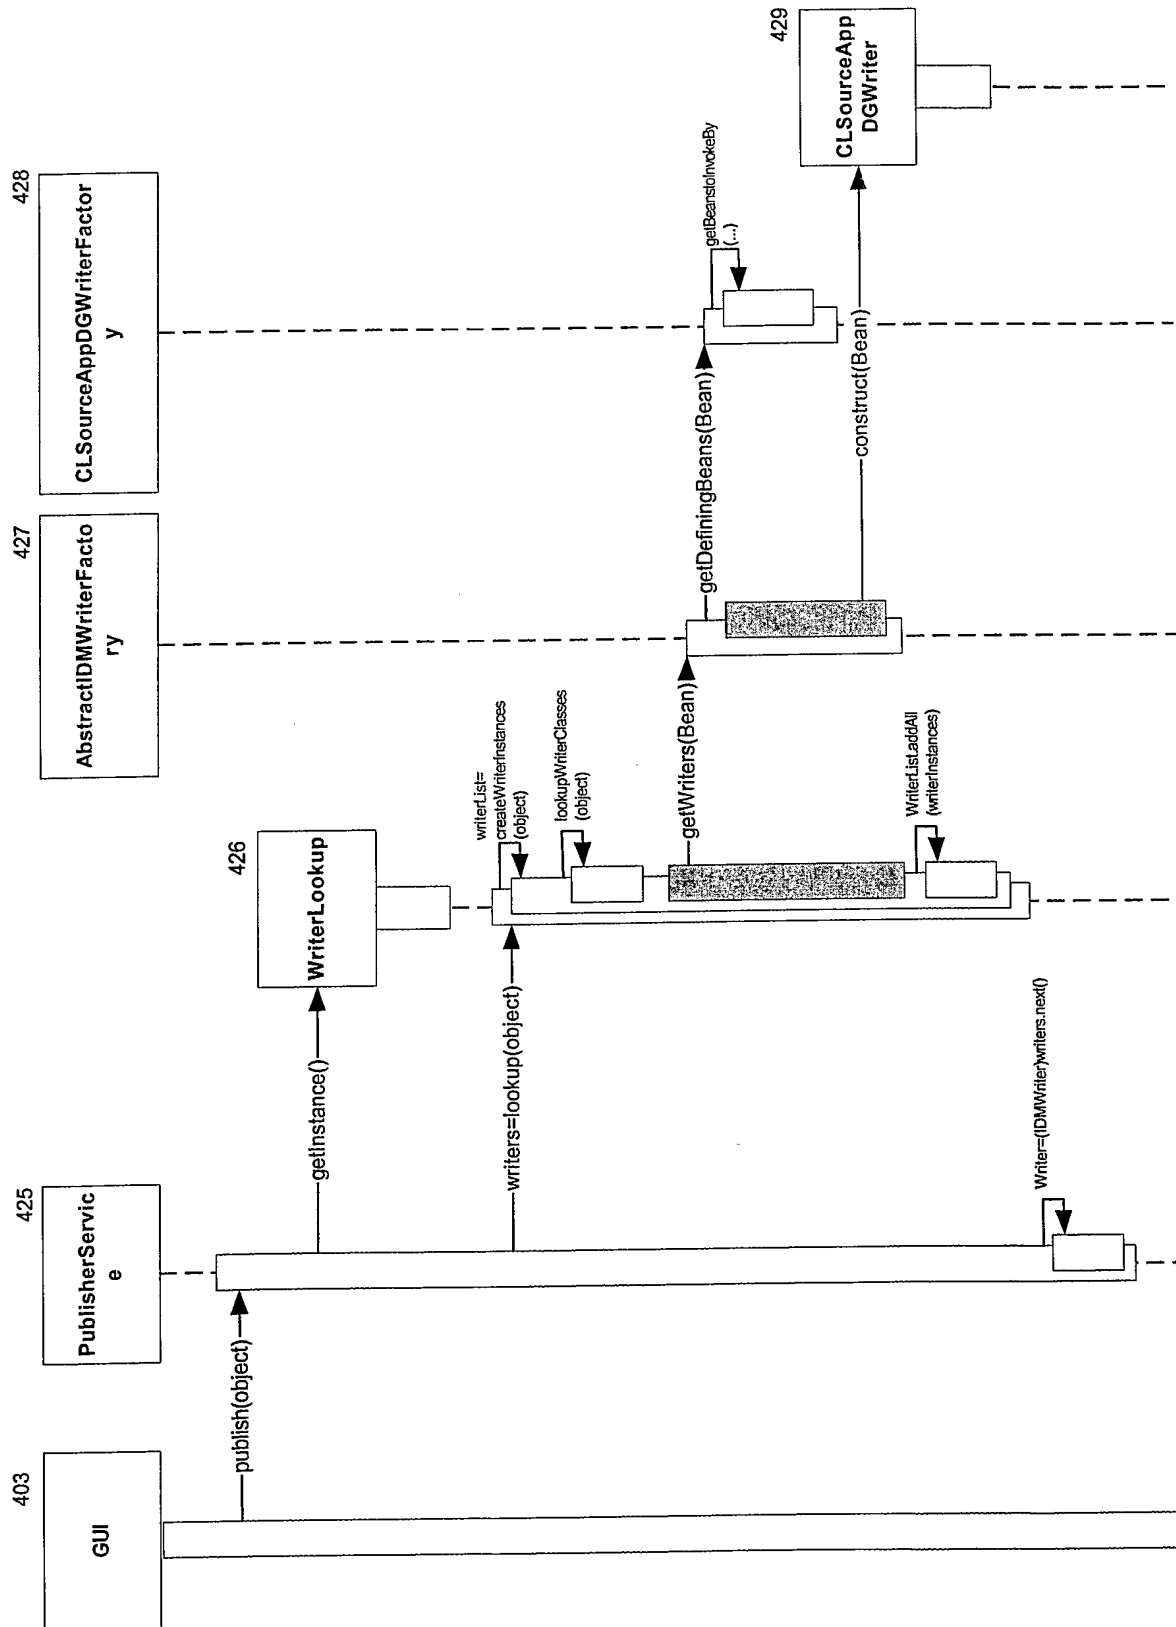 403
GUI
425
PublisherServic
e
426
WriterLookup
427
AbstractIDMWriterFacto
ry
428
CLSourceAppDGWriterFactor
y
429
CLSourceApp
DGWriter
publish(object)
getInstance()
writers=lookup(object)
writerList=
createWriterInstances
(object)
lookupWriterClasses
(object)
getWriters(Bean)
getDefiningBeans(Bean)
getBeanstoInvokeBy
(...)
construct(Bean)
WriterList.addAll
(writerInstances)
Writer=(IDMWriter)writers.next()